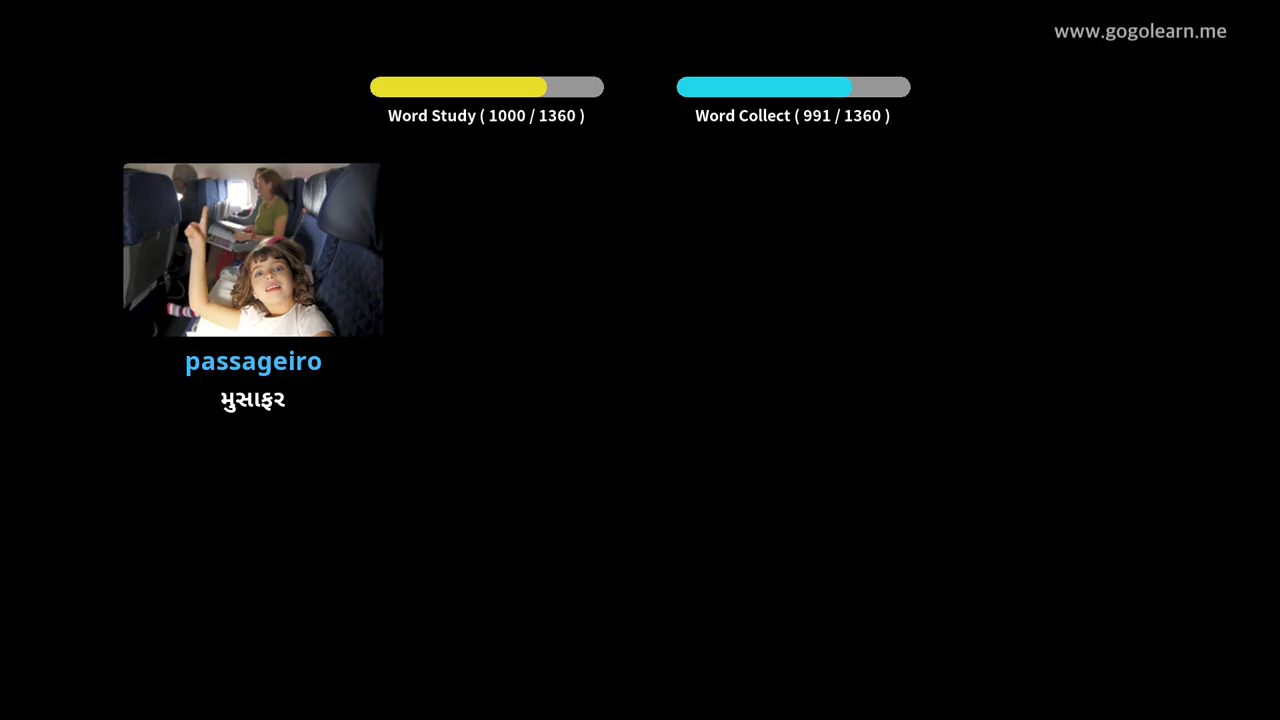 www.gogolearn.me
Word Study ( 1000 / 1360 )
Word Collect ( 991 / 1360 )
passageiro
મુસાફર